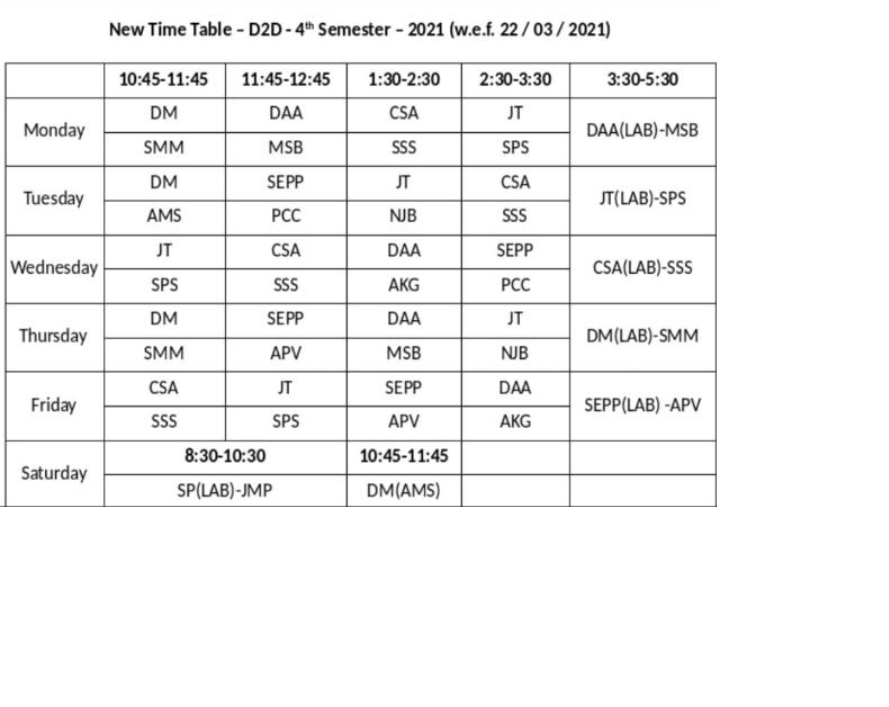 New Time Table – D2D - 4th Semester – 2021 (w.e.f. 22 / 03 / 2021)
10:45-11:45 11:45-12:45 1:30-2:30 2:30-3:30 3:30-5:30
Monday DM DAA CSA JT DAA(LAB)-MSB
SMM MSB SSS SPS
Tuesday DM SEPP JT CSA JT(LAB)-SPS
AMS PCC NJB SSS
Wednesday JT CSA DAA SEPP CSA(LAB)-SSS
SPS SSS AKG PCC
Thursday DM SEPP DAA JT DM(LAB)-SMM
SMM APV MSB NJB
Friday CSA JT SEPP DAA SEPP(LAB) -APV
SSS SPS APV AKG
Saturday 8:30-10:30 10:45-11:45
SP(LAB)-JMP DM(AMS)